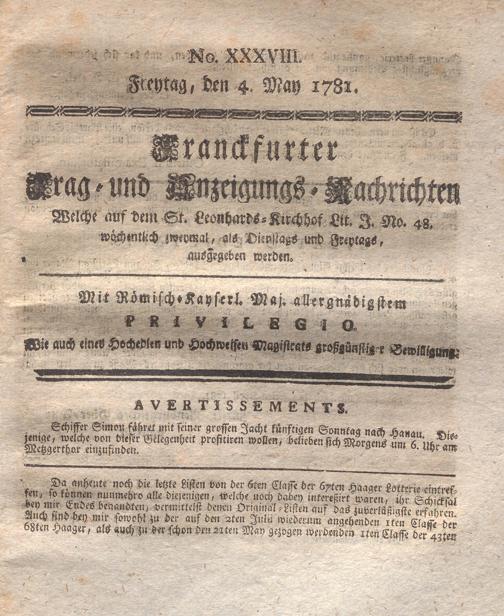 No. XXXVIII.
Freytag, den 4. May 1781.
Franckfurter
Frag- und Anzeigungs-Nachrichten
Welche auf dem St. Leonhards-Kirchhof Lit. J. No. 48.
wöchentlich zweymal, als Dienstags und Freytags,
ausgegeben werden.
Mit Römisch-Kayserl. Maj. allergnädigstem
PRIVILEGIO.
Wie auch eines Hochedlen und Hochweisen Magistrats großgünstiger Bewilligung.
AVERTISSEMENTS.
Schiffer Simon fähret mit seiner grossen Jacht künftigen Sonntag nach Hanau. Die-
jenige, welche von dieser Gelegenheit profitiren wollen, belieben sich Morgens um 6. Uhr am
Metzgerthor einzufinden.
Da anheute noch die letzte Listen von der 6ten Classe der 67ten Haager Lotterie eintref-
fen, so können nunmehro alle diejenigen, welche noch dabey interessirt waren, ihr Schicksal
bey mir Endes benandten, vermittelst denen Original-Listen auf das zuverläßigste erfahren.
Auch sind bey mir sowohl zu der auf den 2ten Julii wiederum angehenden 1ten Classe der
68ten Haager, als auch zu der schon den 21ten May gezogen werdenden 1ten Classe der 43ten